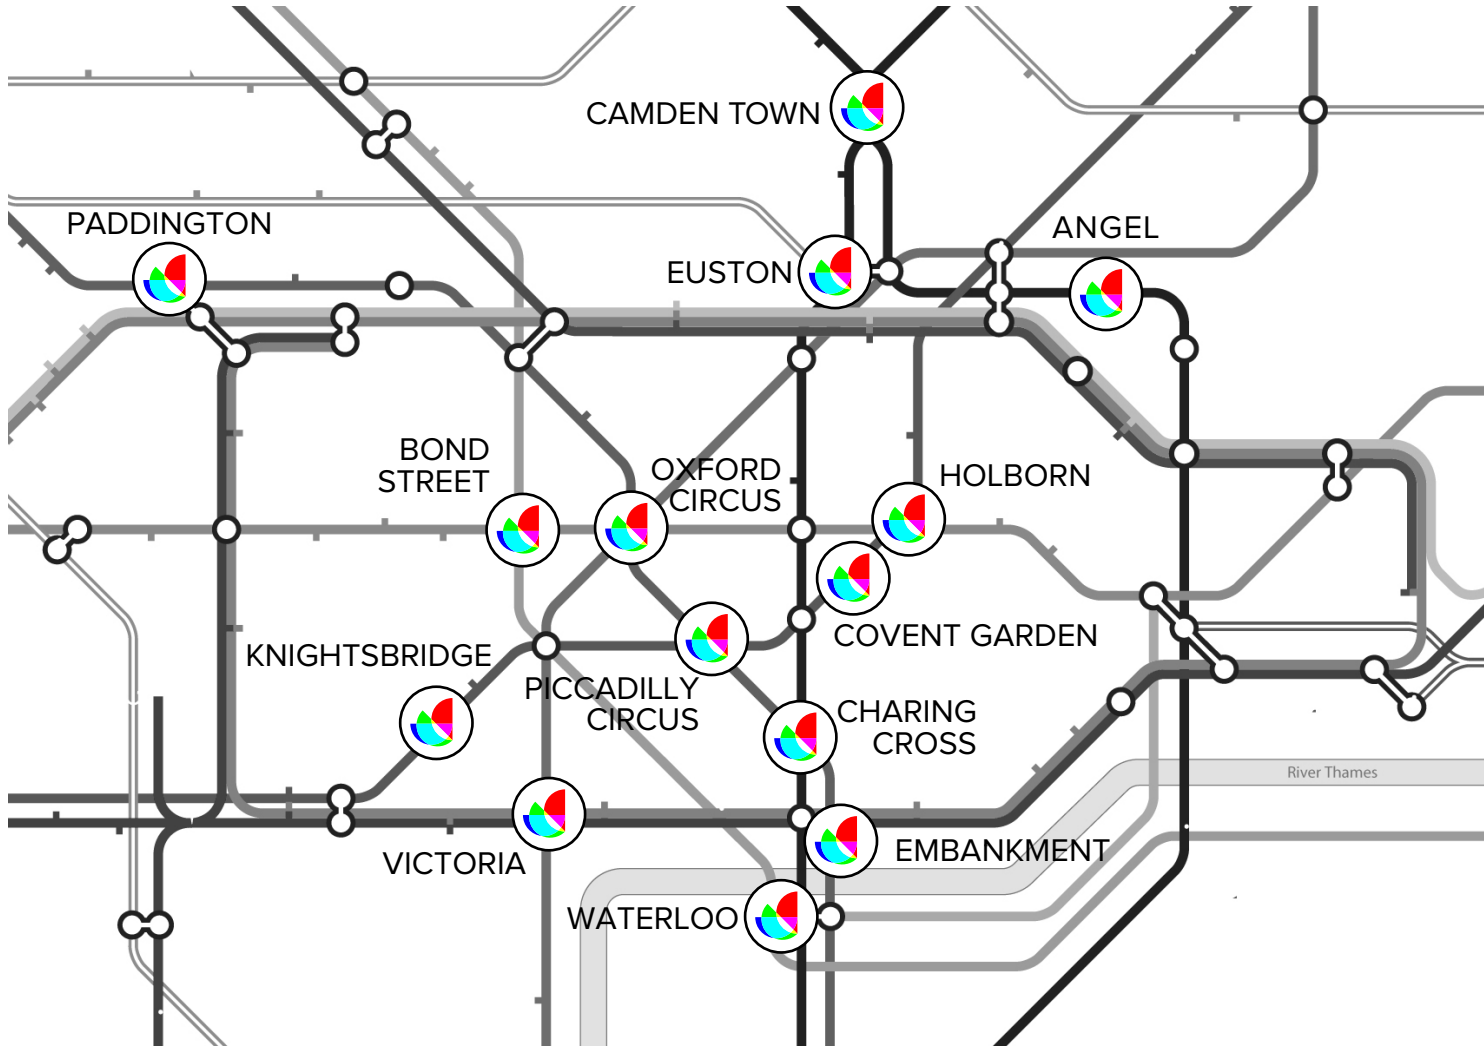 CAMDEN TOWN
PADDINGTON
ANGEL
EUSTON
BOND
STREET
OXFORD
CIRCUS
HOLBORN
COVENT GARDEN
KNIGHTSBRIDGE
PICCADILLY
CIRCUS
CHARING
CROSS
River Thames
VICTORIA
EMBANKMENT
WATERLOO